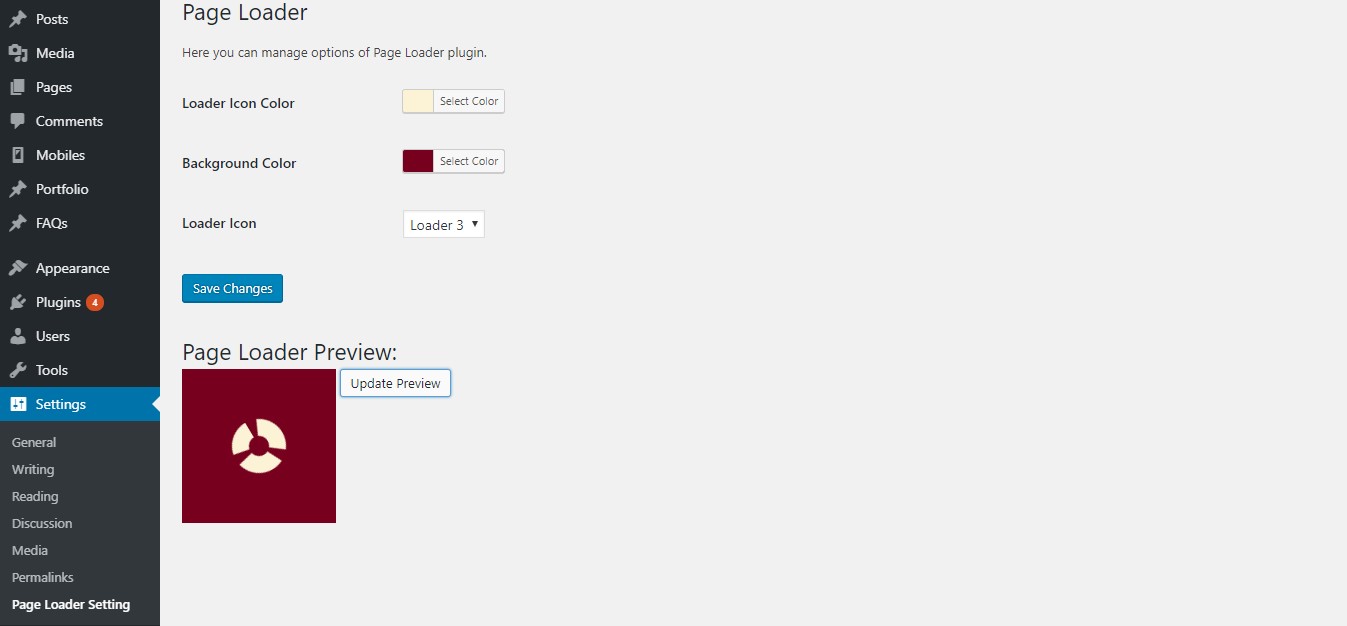 Posts
Media
Pages
Comments
Mobiles
Portfolio
FAQs
Appearance
Plugins 4
Users
Tools
Settings
General
Writing
Reading
Discussion
Media
Permalinks
Page Loader Setting
Page Loader
Here you can manage options of Page Loader plugin.
Loader Icon Color Select Color
Background Color Select Color
Loader Icon Loader 3
Save Changes
Page Loader Preview:
Update Preview